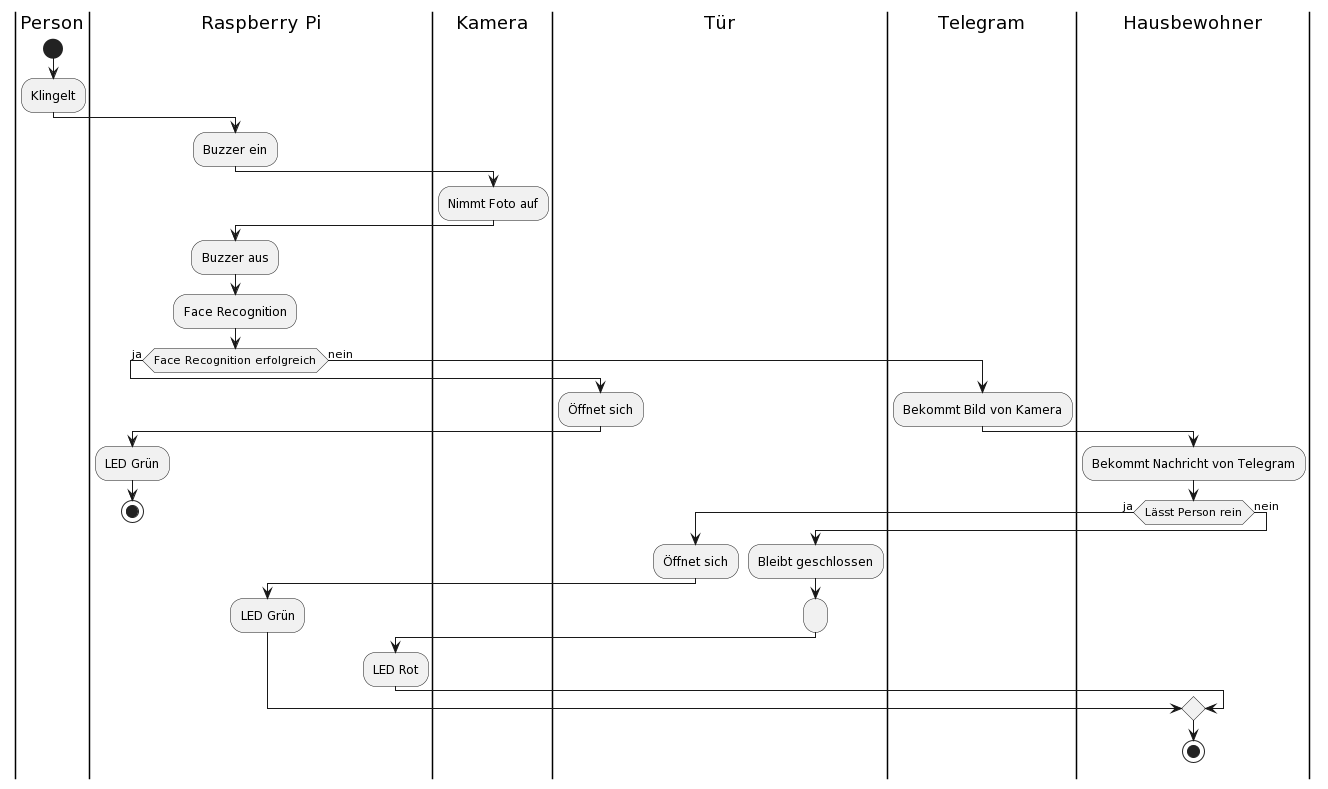 Person
Raspberry Pi
Kamera
Tür
Telegram
Hausbewohner
Klingelt
Buzzer ein
Nimmt Foto auf
Buzzer aus
Face Recognition
ja
Face Recognition erfolgreich
nein
Öffnet sich
Bekommt Bild von Kamera
LED Grün
Bekommt Nachricht von Telegram
ja
Lässt Person rein
nein
Öffnet sich
Bleibt geschlossen
LED Grün
LED Rot